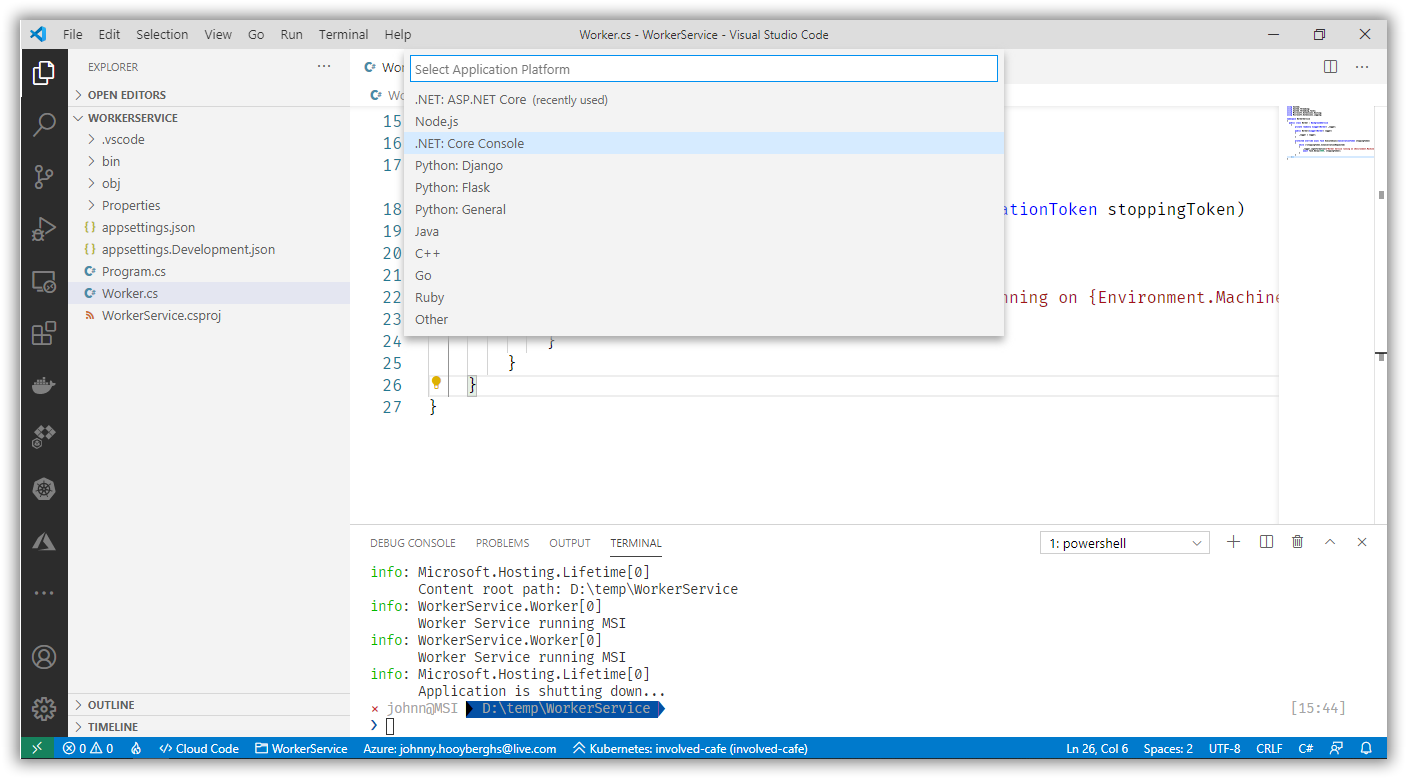 File Edit Selection View Go Run Terminal Help
Worker.cs - WorkerService - Visual Studio Code
EXPLORER
OPEN EDITORS
WORKERSERVICE
.vscode
bin
obj
Properties
appsettings.json
appsettings.Development.json
Program.cs
Worker.cs
WorkerService.csproj
OUTLINE
TIMELINE
Select Application Platform
.NET: ASP.NET Core (recently used)
Node.js
.NET: Core Console
Python: Django
Python: Flask
Python: General
Java
C++
Go
Ruby
Other
15
16
17
18 ationToken stoppingToken)
19
20
21
22 nning on {Environment.Machine
23
24 }
25 }
26 }
27 }
DEBUG CONSOLE PROBLEMS OUTPUT TERMINAL
1: powershell
info: Microsoft.Hosting.Lifetime[0]
Content root path: D:\temp\WorkerService
info: WorkerService.Worker[0]
Worker Service running MSI
info: WorkerService.Worker[0]
Worker Service running MSI
info: Microsoft.Hosting.Lifetime[0]
Application is shutting down...
× johnn@MSI D:\temp\WorkerService [15:44]
❯
0 0 Cloud Code WorkerService Azure: johnny.hooyberghs@live.com Kubernetes: involved-cafe (involved-cafe) Ln 26, Col 6 Spaces: 2 UTF-8 CRLF C#